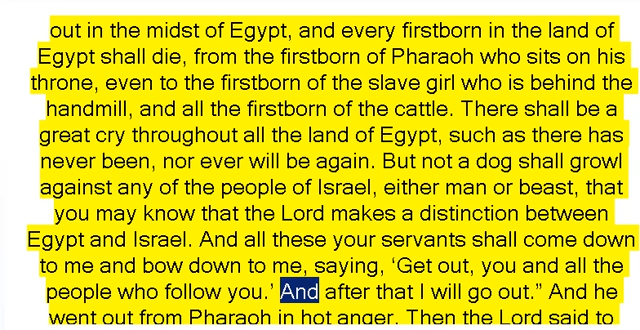 out in the midst of Egypt, and every firstborn in the land of
Egypt shall die, from the firstborn of Pharaoh who sits on his
throne, even to the firstborn of the slave girl who is behind the
handmill, and all the firstborn of the cattle. There shall be a
great cry throughout all the land of Egypt, such as there has
never been, nor ever will be again. But not a dog shall growl
against any of the people of Israel, either man or beast, that
you may know that the Lord makes a distinction between
Egypt and Israel. And all these your servants shall come down
to me and bow down to me, saying, ‘Get out, you and all the
people who follow you.’ And after that I will go out.” And he
went out from Pharaoh in hot anger. Then the Lord said to